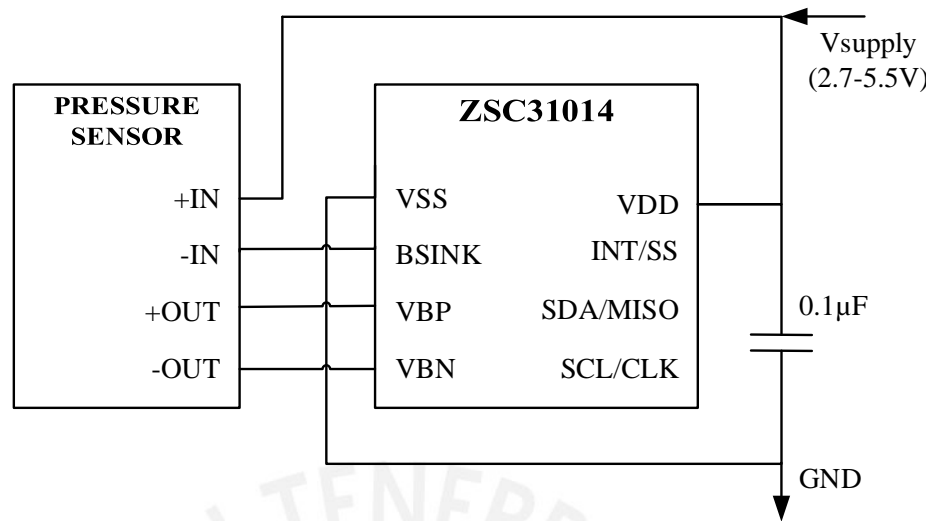 Vsupply
(2.7-5.5V)
PRESSURE
SENSOR
+IN
-IN
+OUT
-OUT
ZSC31014
VSS
BSINK
VBP
VBN
VDD
INT/SS
SDA/MISO
SCL/CLK
0.1µF
GND